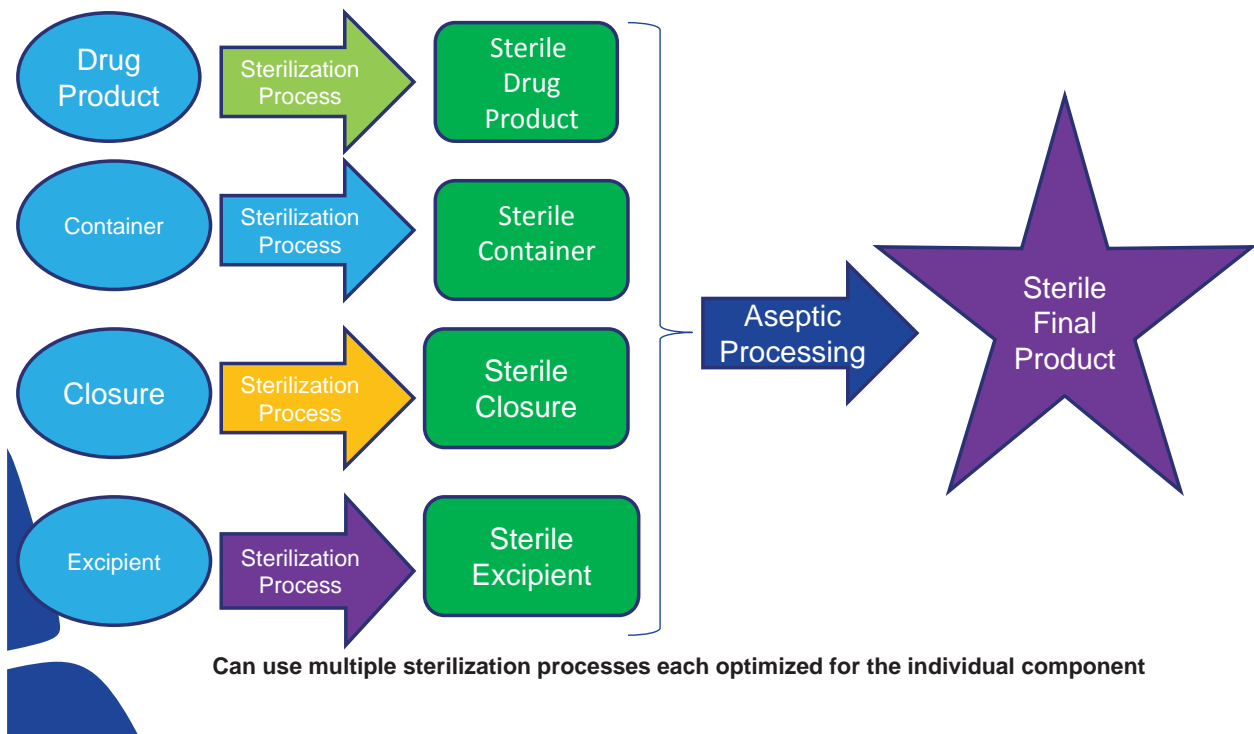 Drug
Product
Sterilization
Process
Sterile
Drug
Product
Container
Sterilization
Process
Sterile
Container
Closure
Sterilization
Process
Sterile
Closure
Excipient
Sterilization
Process
Sterile
Excipient
Aseptic
Processing
Sterile
Final
Product
Can use multiple sterilization processes each optimized for the individual component